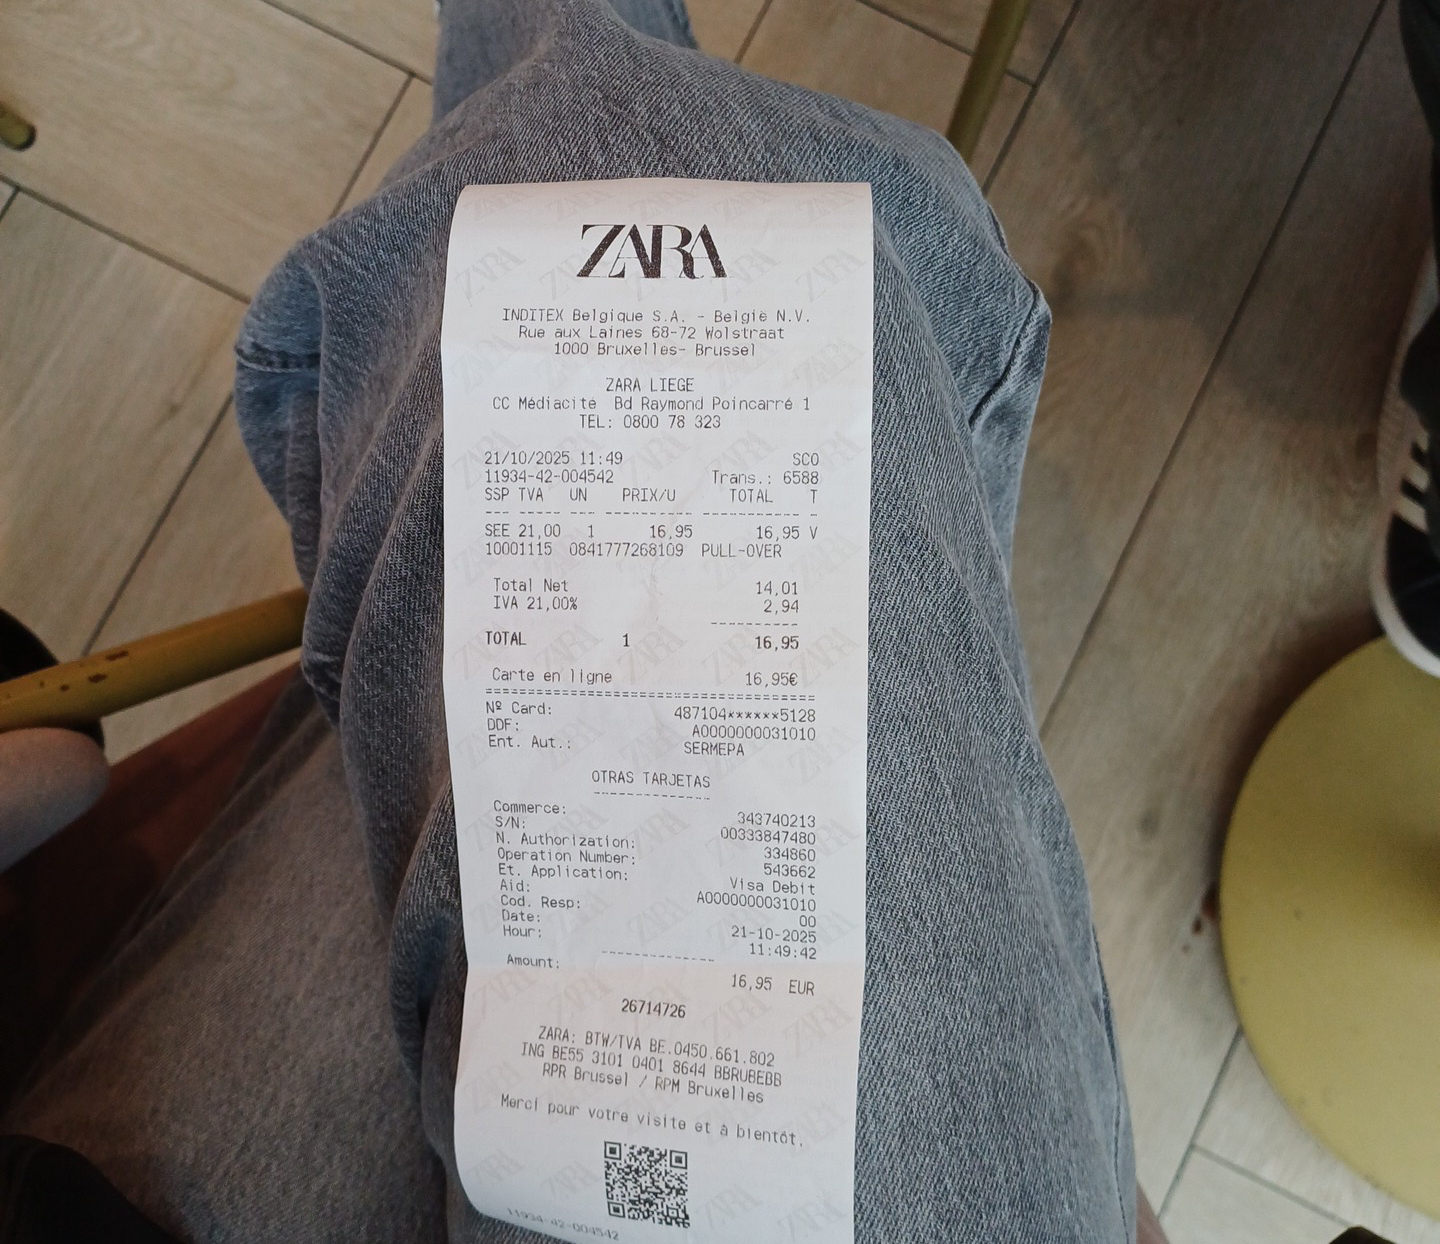 ZARA
INDITEX Belgique S.A. - België N.V.
Rue aux Laines 68-72 Wolstraat
1000 Bruxelles- Brussel
ZARA LIEGE
CC Médiacité Bd Raymond Poincarré 1
TEL: 0800 78 323
21/10/2025 11:49 SCO
11934-42-004542 Trans.: 6588
SSP TVA UN PRIX/U TOTAL T
SEE 21,00 1 16,95 16,95 V
10001115 0841777268109 PULL-OVER
Total Net 14,01
IVA 21,00% 2,94
TOTAL 1 16,95
Carte en ligne 16,95€
Nº Card: 487104******5128
DDF: A0000000031010
Ent. Aut.: SERMEPA
OTRAS TARJETAS
Commerce: 343740213
S/N: 00333847480
N. Authorization: 334860
Operation Number: 543662
Et. Application: Visa Debit
Aid: A0000000031010
Cod. Resp: 00
Date: 21-10-2025
Hour: 11:49:42
Amount: 16,95 EUR
26714726
ZARA: BTW/TVA BE.0450.661.802
ING BE55 3101 0401 8644 BBRUBEBB
RPR Brussel / RPM Bruxelles
Merci pour votre visite et à bientôt.
11934-42-004542